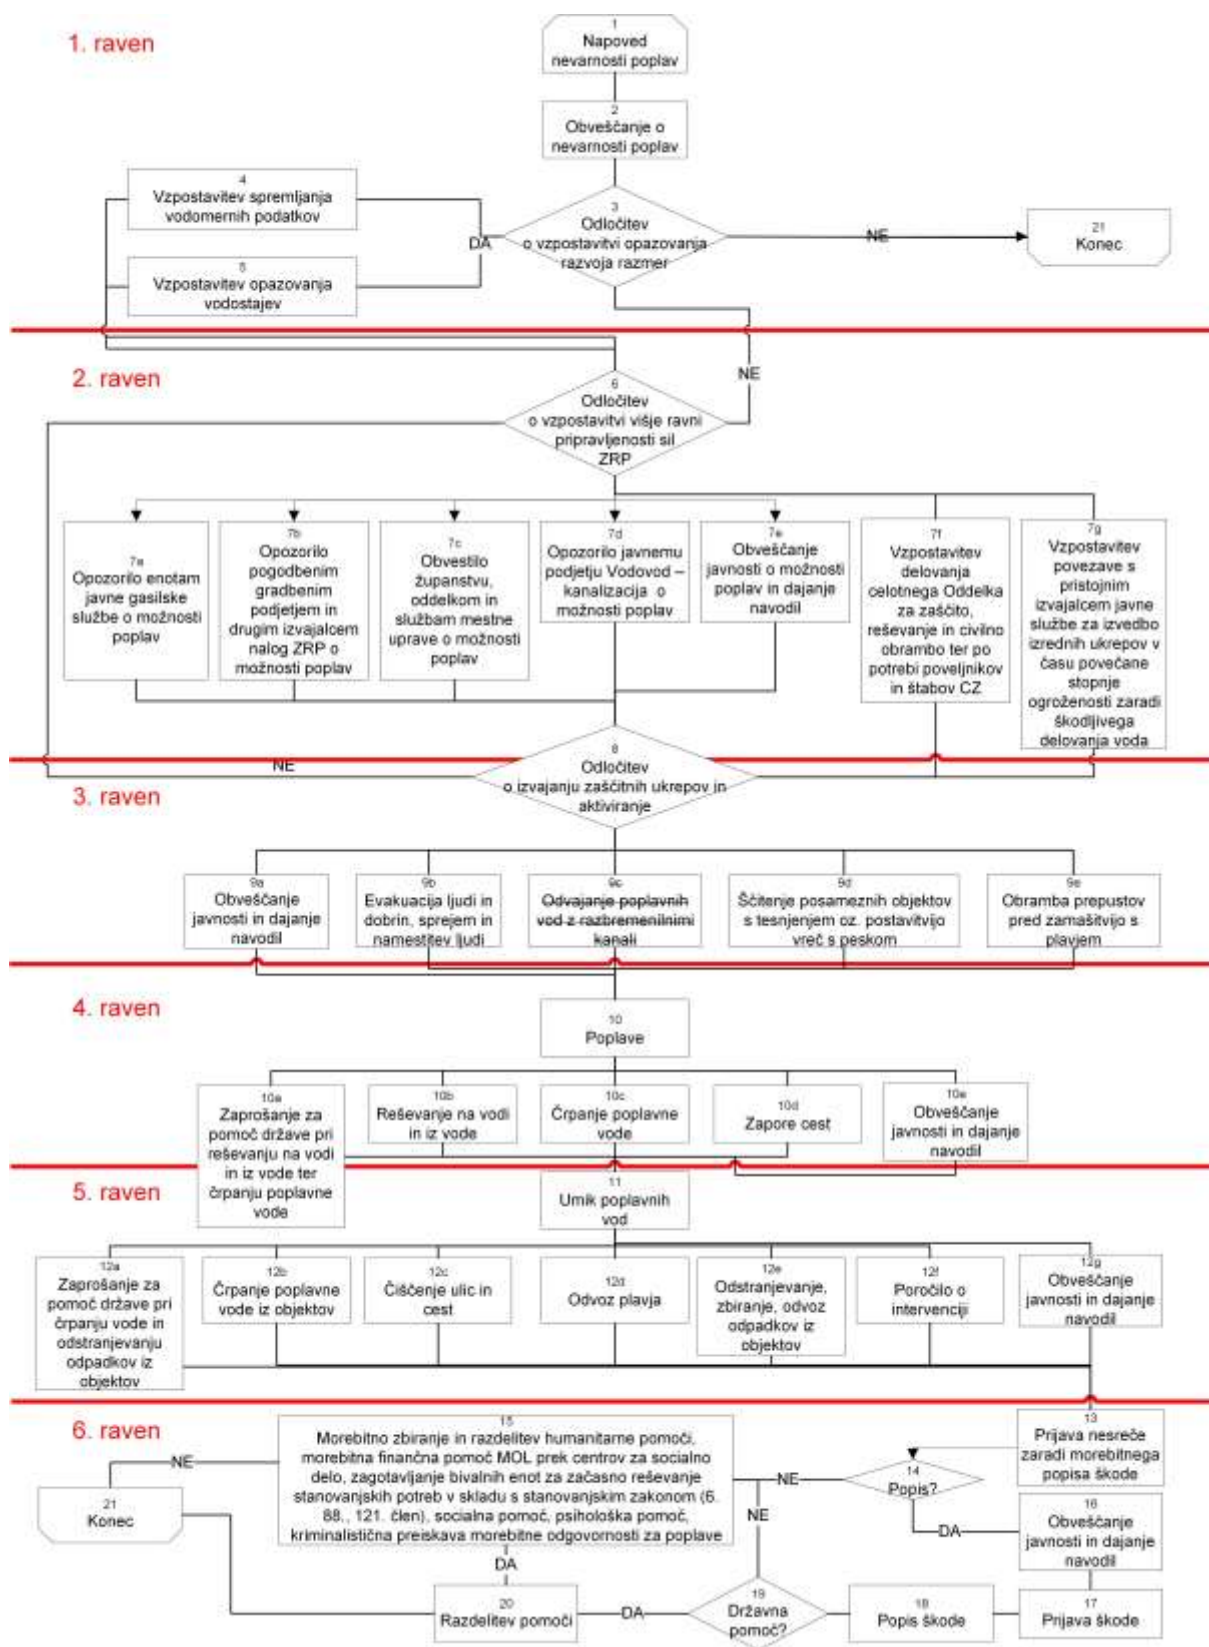 1. raven
1
Napoved
nevarnosti poplav
2
Obveščanje o
nevarnosti poplav
4
Vzpostavitev spremljanja
vodomernih podatkov
3
Odločitev
o vzpostavitvi opazovanja
razvoja razmer
DA
NE
21
Konec
5
Vzpostavitev opazovanja
vodostajev
2. raven
NE
6
Odločitev
o vzpostavitvi višje ravni
pripravljenosti sil
ZRP
7a
Opozorilo enotam
javne gasilske
službe o možnosti
poplav
7b
Opozorilo
pogodbenim
gradbenim
podjetjem in
drugim izvajalcem
nalog ZRP o
možnosti poplav
7c
Obvestilo
županstvu,
oddelkom in
službam mestne
uprave o možnosti
poplav
7d
Opozorilo javnemu
podjetju Vodovod –
kanalizacija o
možnosti poplav
7e
Obveščanje
javnosti o možnosti
poplav in dajanje
navodil
7f
Vzpostavitev
delovanja
celotnega Oddelka
za zaščito,
reševanje in civilno
obrambo ter po
potrebi poveljnikov
in štabov CZ
7g
Vzpostavitev
povezave s
pristojnim
izvajalcem javne
službe za izvedbo
izrednih ukrepov v
času povečane
stopnje
ogroženosti zaradi
škodljivega
delovanja voda
NE
8
Odločitev
o izvajanju zaščitnih ukrepov in
aktiviranje
3. raven
9a
Obveščanje
javnosti in dajanje
navodil
9b
Evakuacija ljudi in
dobrin, sprejem in
namestitev ljudi
9c
Odvajanje poplavnih
vod z razbremenilnimi
kanali
9d
Ščitenje posameznih objektov
s tesnjenjem oz. postavitvijo
vreč s peskom
9e
Obramba prepustov
pred zamašitvijo s
plavjem
4. raven
10
Poplave
10a
Zaprošanje za
pomoč države pri
reševanju na vodi
in iz vode ter
črpanju poplavne
vode
10b
Reševanje na vodi
in iz vode
10c
Črpanje poplavne
vode
10d
Zapore cest
10e
Obveščanje
javnosti in dajanje
navodil
5. raven
11
Umik poplavnih
vod
12a
Zaprošanje za
pomoč države pri
črpanju vode in
odstranjevanju
odpadkov iz
objektov
12b
Črpanje poplavne
vode iz objektov
12c
Čiščenje ulic in
cest
12d
Odvoz plavja
12e
Odstranjevanje,
zbiranje, odvoz
odpadkov iz
objektov
12f
Poročilo o
intervenciji
12g
Obveščanje
javnosti in dajanje
navodil
6. raven
13
Prijava nesreče
zaradi morebitnega
popisa škode
14
Popis?
NE
DA
15
Morebitno zbiranje in razdelitev humanitarne pomoči,
morebitna finančna pomoč MOL prek centrov za socialno
delo, zagotavljanje bivalnih enot za začasno reševanje
stanovanjskih potreb v skladu s stanovanjskim zakonom (6.
88., 121. člen), socialna pomoč, psihološka pomoč,
kriminalistična preiskava morebitne odgovornosti za poplave
NE
21
Konec
16
Obveščanje
javnosti in dajanje
navodil
NE
DA
20
Razdelitev pomoči
DA
19
Državna
pomoč?
18
Popis škode
17
Prijava škode